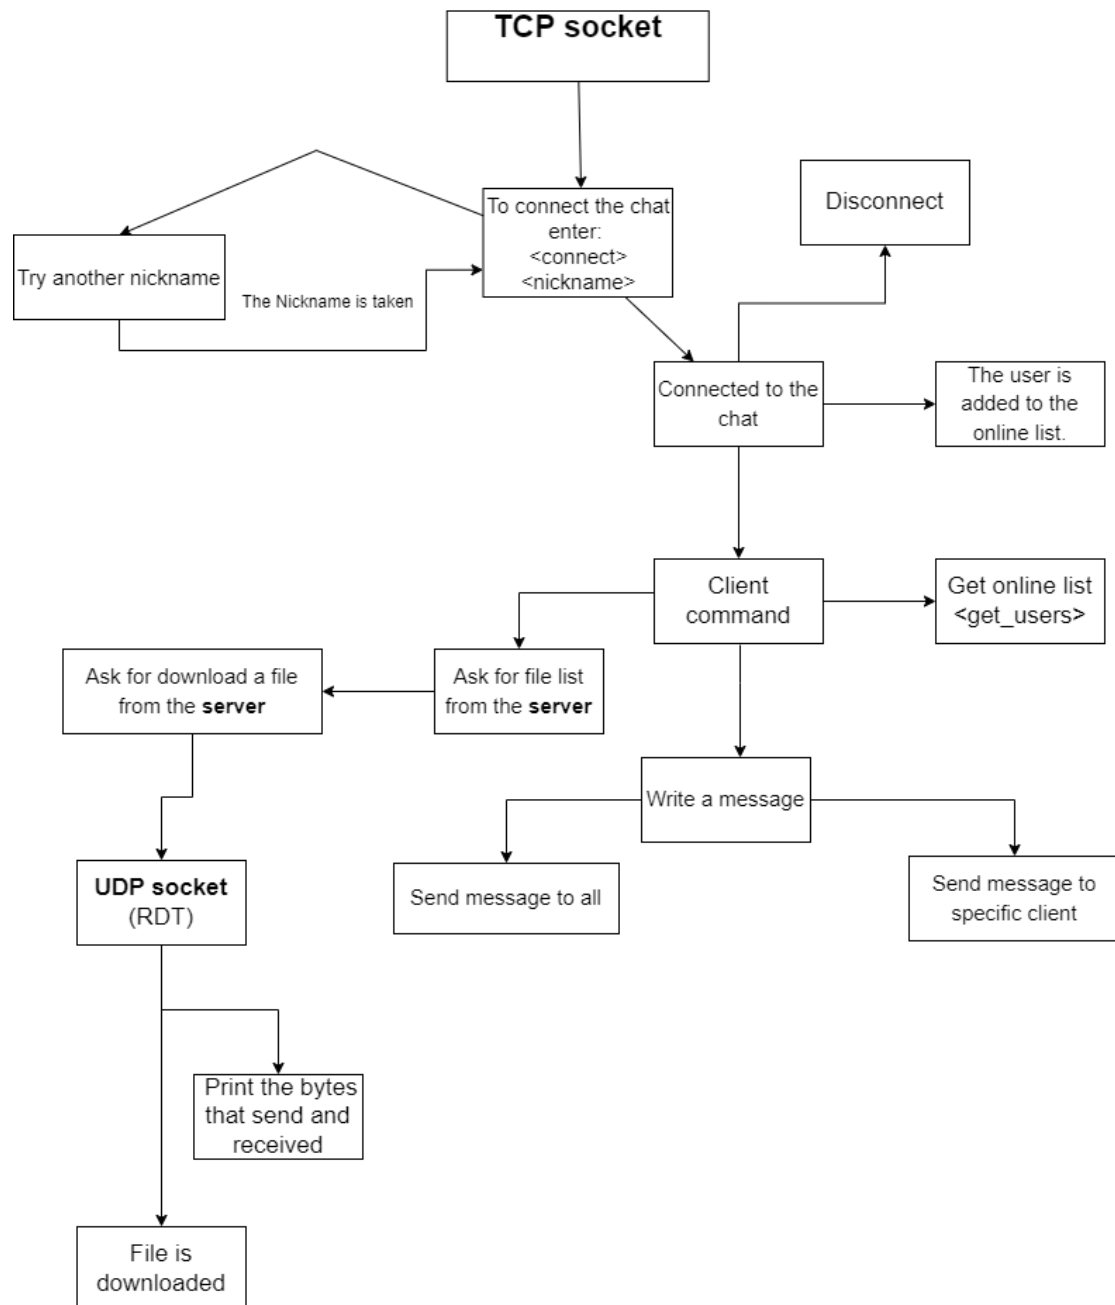 TCP socket
To connect the chat
enter:
<connect>
<nickname>
Disconnect
Try another nickname
The Nickname is taken
Connected to the
chat
The user is
added to the
online list.
Client
command
Get online list
<get_users>
Ask for download a file
from the server
Ask for file list
from the server
Write a message
UDP socket
(RDT)
Send message to all
Send message to
specific client
Print the bytes
that send and
received
File is
downloaded